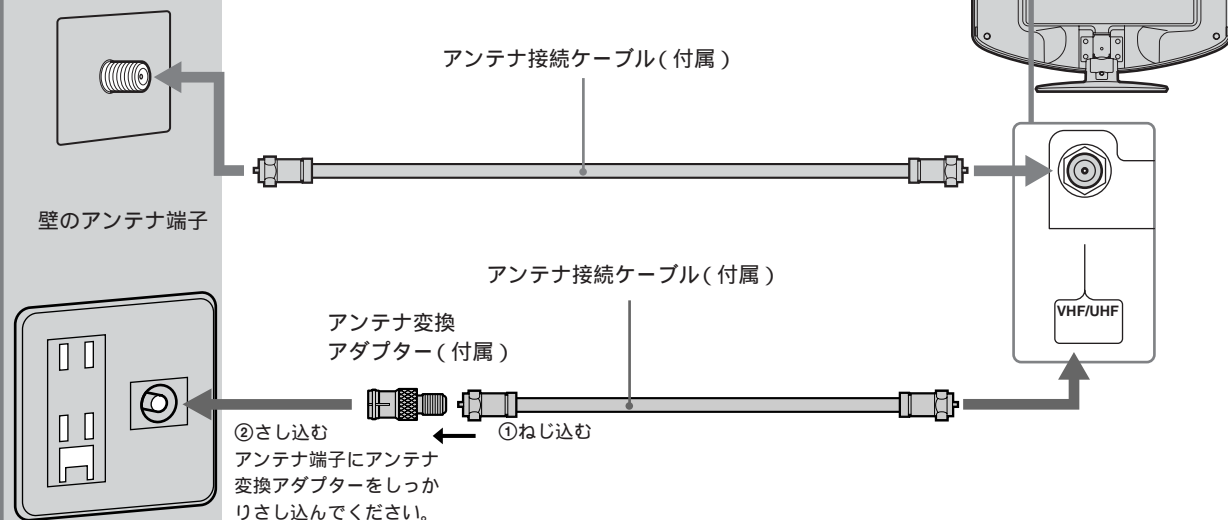 アンテナ接続ケーブル(付属)
壁のアンテナ端子
アンテナ接続ケーブル(付属)
VHF/UHF
アンテナ変換
アダプター(付属)
②さし込む
アンテナ端子にアンテナ
変換アダプターをしっか
りさし込んでください。
①ねじ込む